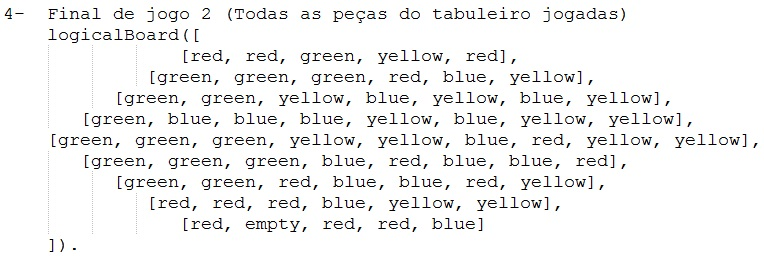 4-  Final de jogo 2 (Todas as peças do tabuleiro jogadas)
logicalBoard([
[red, red, green, yellow, red],
[green, green, green, red, blue, yellow],
[green, green, yellow, blue, yellow, blue, yellow],
[green, blue, blue, blue, yellow, blue, yellow, yellow],
[green, green, green, yellow, yellow, blue, red, yellow, yellow],
[green, green, green, blue, red, blue, blue, red],
[green, green, red, blue, blue, red, yellow],
[red, red, red, blue, yellow, yellow],
[red, empty, red, red, blue]
]).